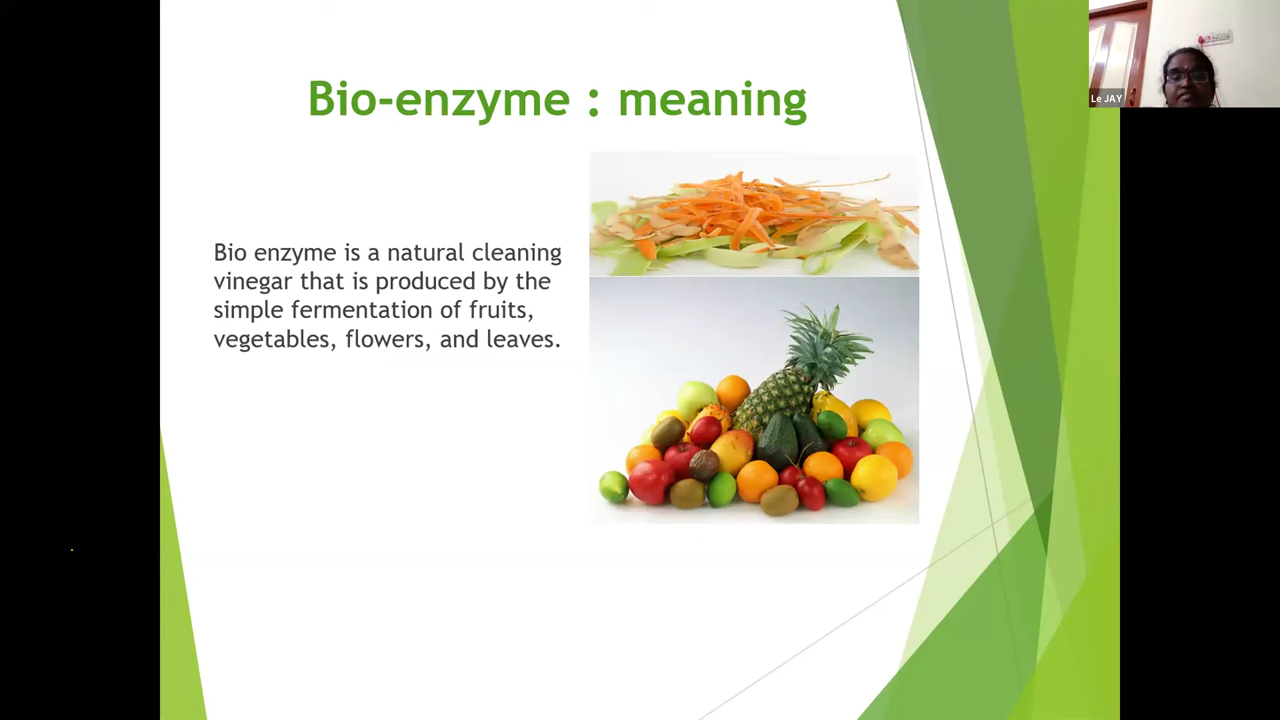 Bio-enzyme : meaning
Bio enzyme is a natural cleaning
vinegar that is produced by the
simple fermentation of fruits,
vegetables, flowers, and leaves.
Le JAY